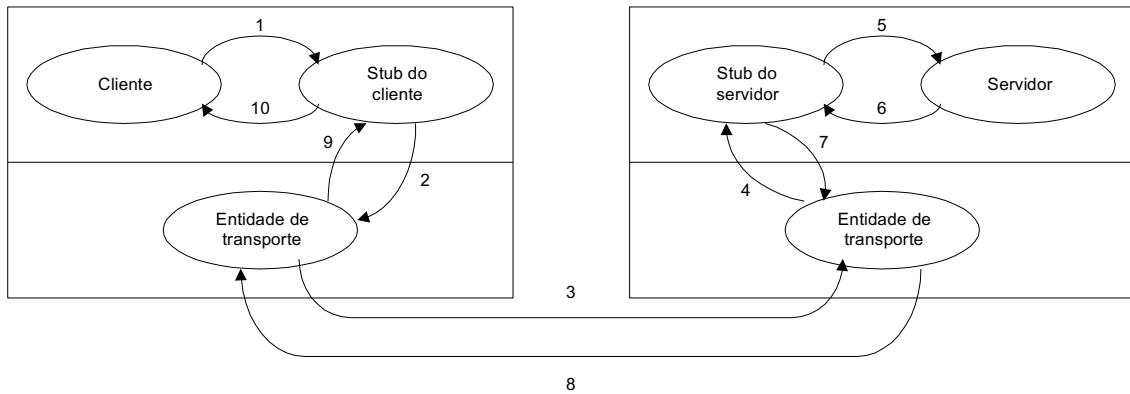 1
5
Cliente
Stub do
cliente
Stub do
servidor
Servidor
10
6
9
7
2
4
Entidade de
transporte
Entidade de
transporte
3
8